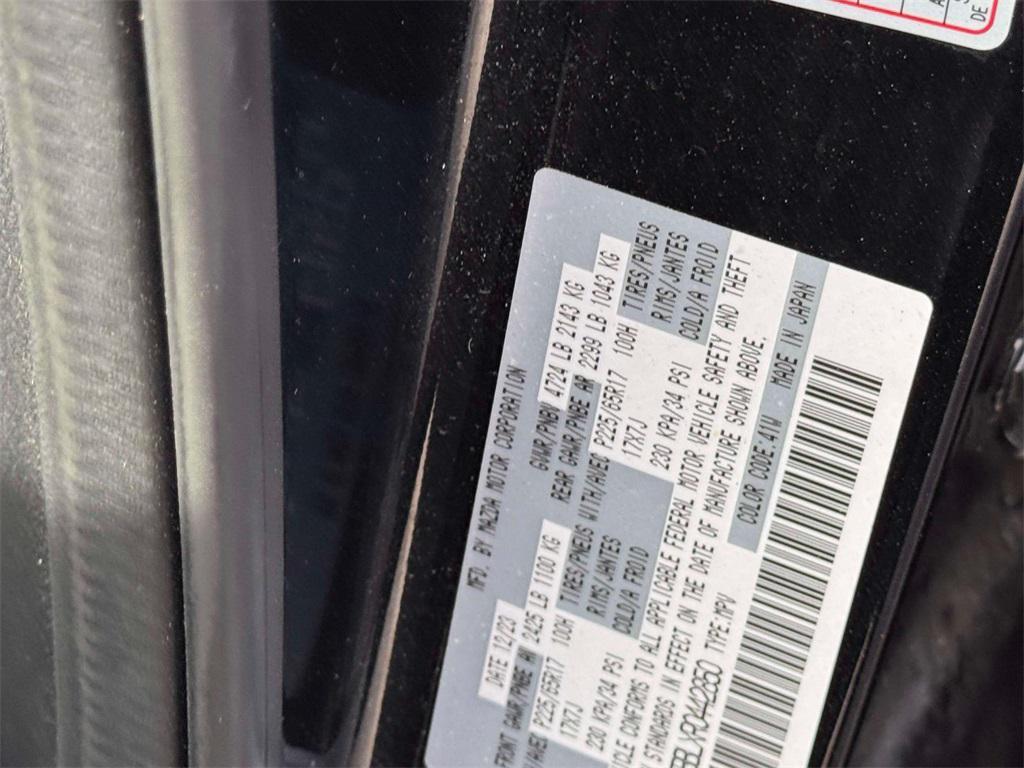 A
DE
MFD. BY MAZDA MOTOR CORPORATION
DATE 12/23 GVWR/PNBV 4724 LB 2143 KG
FRONT GAWR/PNBE AV 2425 LB 1100 KG REAR GAWR/PNBE AR 2299 LB 1043 KG
P225/65R17 100H TIRES/PNEUS WITH/AVEC P225/65R17 100H TIRES/PNEUS
17X7J RIMS/JANTES 17X7J RIMS/JANTES
230 KPA/34 PSI COLD/A FROID 230 KPA/34 PSI COLD/A FROID
CONFORMS TO ALL APPLICABLE FEDERAL MOTOR VEHICLE SAFETY AND THEFT
STANDARDS IN EFFECT ON THE DATE OF MANUFACTURE SHOWN ABOVE.
TYPE:MPV COLOR CODE:41W MADE IN JAPAN